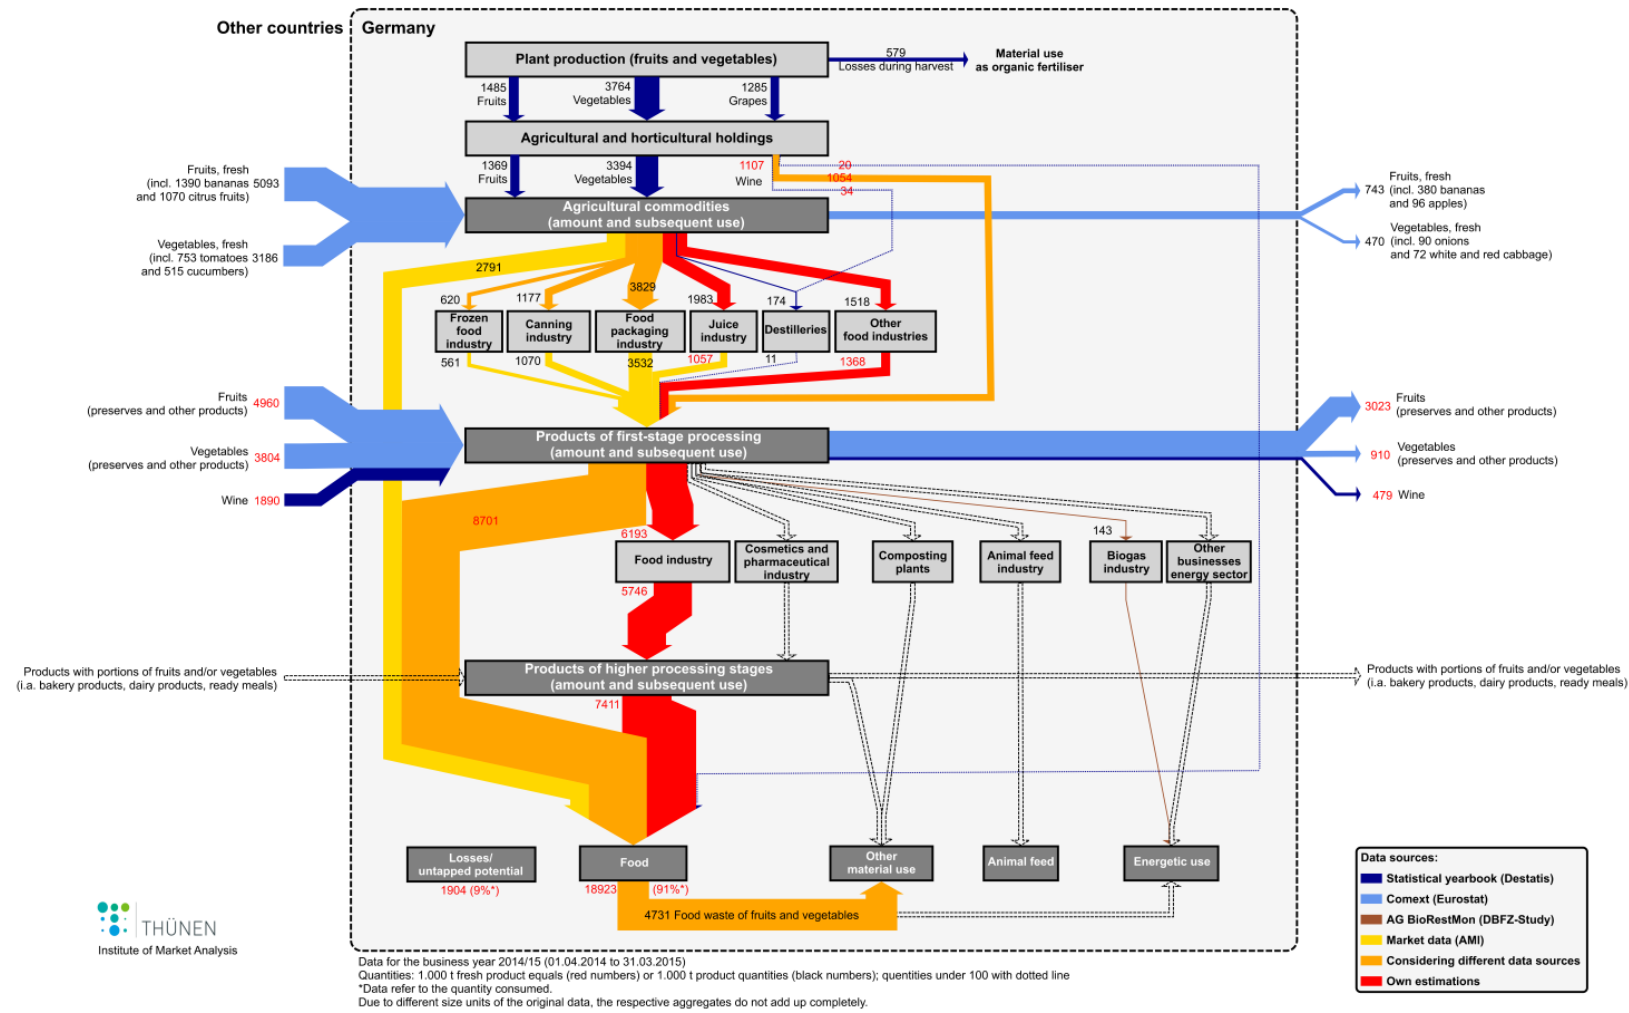 Other countries
Germany
Plant production (fruits and vegetables)
579
Losses during harvest
Material use
as organic fertiliser
1485
Fruits
3764
Vegetables
1285
Grapes
Agricultural and horticultural holdings
1369
Fruits
3394
Vegetables
1107
Wine
20
1054
34
Fruits, fresh
(incl. 1390 bananas 5093
and 1070 citrus fruits)
Vegetables, fresh
(incl. 753 tomatoes 3186
and 515 cucumbers)
Agricultural commodities
(amount and subsequent use)
Fruits, fresh
743 (incl. 380 bananas
and 96 apples)
Vegetables, fresh
470 (incl. 90 onions
and 72 white and red cabbage)
2791
620
1177
3829
1983
174
1518
Frozen
food
industry
Canning
industry
Food
packaging
industry
Juice
industry
Destilleries
Other
food industries
561
1070
3532
1057
11
1368
Fruits
(preserves and other products)
4960
Vegetables
(preserves and other products)
3804
Wine 1890
Products of first-stage processing
(amount and subsequent use)
3023
Fruits
(preserves and other products)
910
Vegetables
(preserves and other products)
479 Wine
8701
6193
143
Food industry
Cosmetics and
pharmaceutical
industry
Composting
plants
Animal feed
industry
Biogas
industry
Other
businesses
energy sector
5746
Products with portions of fruits and/or vegetables
(i.a. bakery products, dairy products, ready meals)
Products of higher processing stages
(amount and subsequent use)
Products with portions of fruits and/or vegetables
(i.a. bakery products, dairy products, ready meals)
7411
Losses/
untapped potential
1904 (9%*)
Food
18923 (91%*)
Other
material use
Animal feed
Energetic use
4731 Food waste of fruits and vegetables
Data sources:
Statistical yearbook (Destatis)
Comext (Eurostat)
AG BioRestMon (DBFZ-Study)
Market data (AMI)
Considering different data sources
Own estimations
THÜNEN
Institute of Market Analysis
Data for the business year 2014/15 (01.04.2014 to 31.03.2015)
Quantities: 1.000 t fresh product equals (red numbers) or 1.000 t product quantities (black numbers); quentities under 100 with dotted line
*Data refer to the quantity consumed.
Due to different size units of the original data, the respective aggregates do not add up completely.